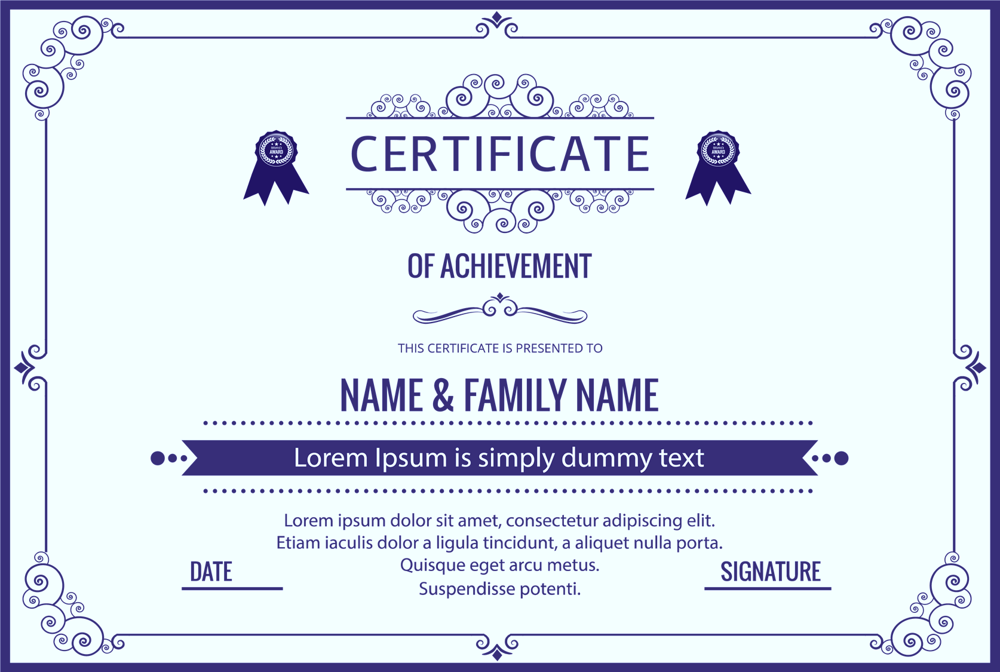 CERTIFICATE
BRAND
AWARD
BRAND
AWARD
OF ACHIEVEMENT
THIS CERTIFICATE IS PRESENTED TO
NAME & FAMILY NAME
Lorem Ipsum is simply dummy text
Lorem ipsum dolor sit amet, consectetur adipiscing elit.
Etiam iaculis dolor a ligula tincidunt, a aliquet nulla porta.
Quisque eget arcu metus.
Suspendisse potenti.
DATE
SIGNATURE